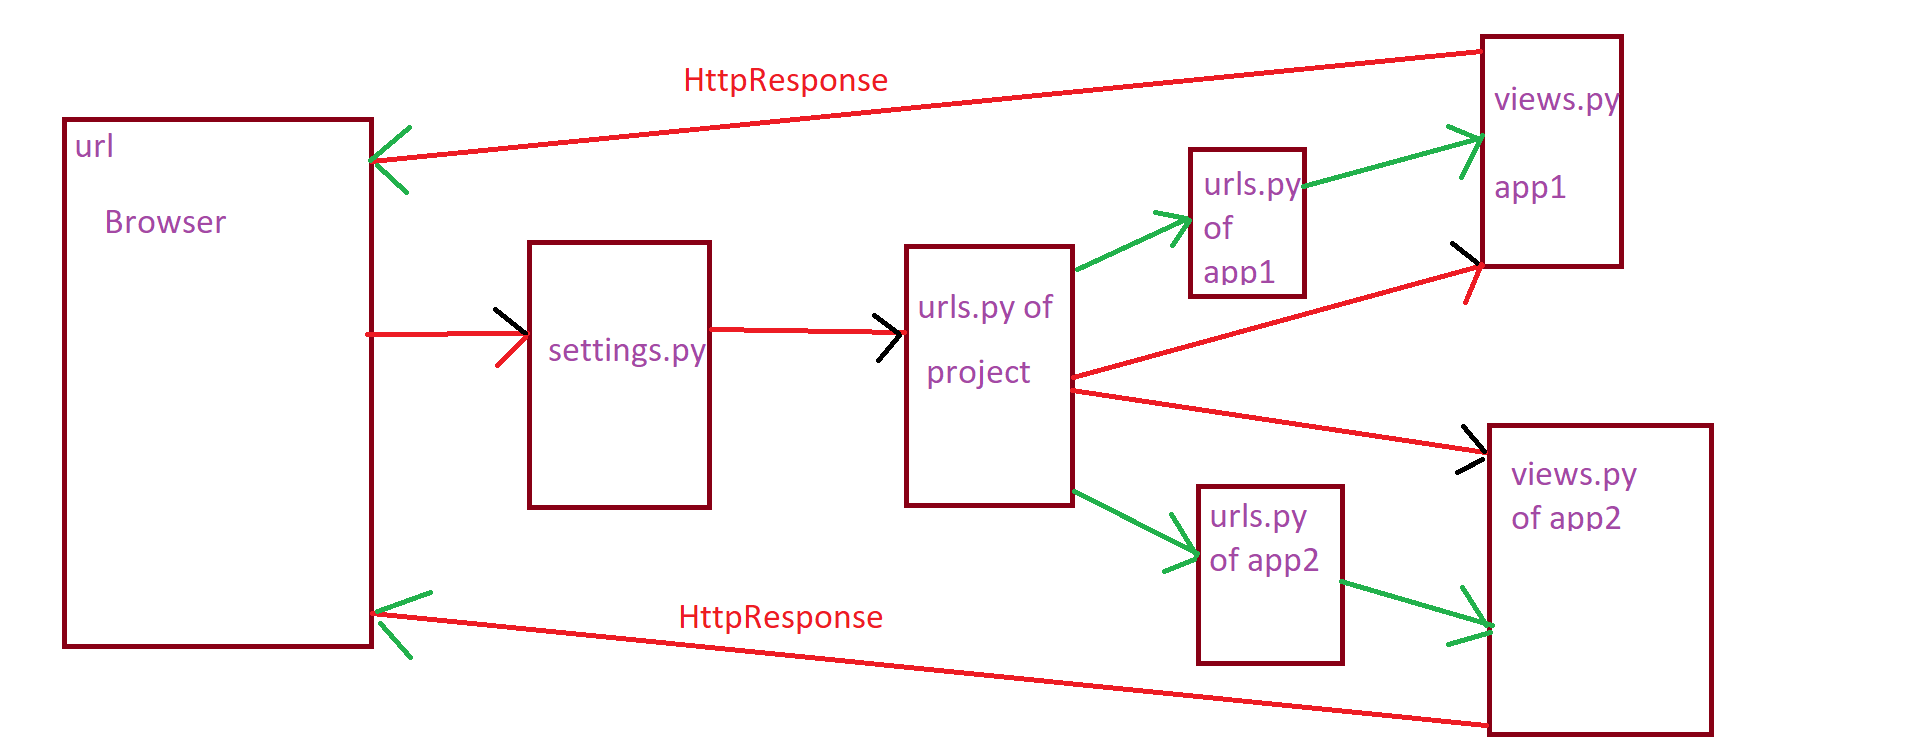 url
Browser
settings.py
urls.py of
project
HttpResponse
urls.py
of
app1
views.py
app1
urls.py
of app2
views.py
of app2
HttpResponse